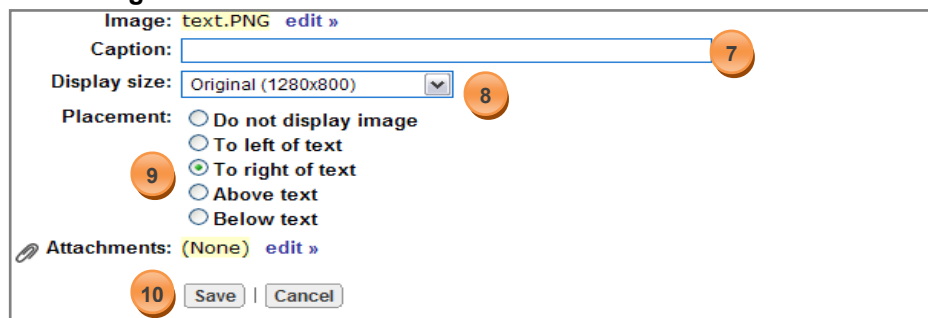 Image: text.PNG edit »
Caption: 7
Display size: Original (1280x800) 8
Placement: Do not display image
To left of text
9 To right of text
Above text
Below text
Attachments: (None) edit »
10 Save | Cancel